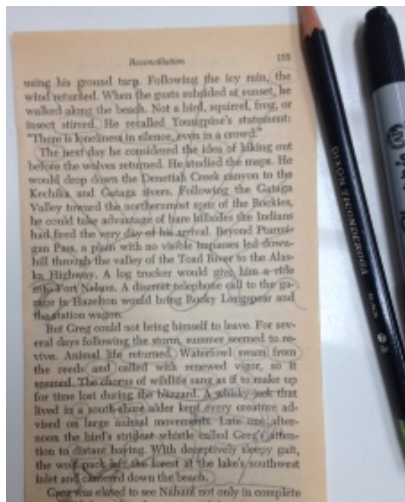 Reconciliation 155
using his ground tarp. Following the icy rain, the
wind returned. When the gusts subsided at sunset, he
walked along the beach. Not a bird, squirrel, frog, or
insect stirred. He recalled Youngpine's statement:
"There is loneliness in silence, even in a crowd."
The next day he considered the idea of hiking out
before the wolves returned. He studied the maps. He
would drop down the Denetiah Creek canyon to the
Kechika and Gataga rivers. Following the Gataga
Valley toward the northernmost spur of the Rockies,
he could take advantage of bare hillsides the Indians
had fired the very day of his arrival. Beyond Ptarmi-
gan Pass, a plain with no visible impasses led down-
hill through the valley of the Toad River to the Alas-
ka Highway. A log trucker would give him a ride
Fort Nelson. A discreet telephone call to the ga-
rage in Hazelton would bring Rocky Longspear and
the station wagon.
But Greg could not bring himself to leave. For sev-
eral days following the storm, summer seemed to re-
vive. Animal life returned. Waterfowl swam from
the reeds and called with renewed vigor, so it
seemed. The chorus of wildlife sang as if to make up
for time lost during the blizzard. A whisky-jack that
lived in a south-shore alder kept every creature ad-
vised on large animal movements. Late one after-
noon the bird's strident whistle called Greg's atten-
tion to distant baying. With deceptively sleepy gait,
the wolf pack left the forest at the lake's southwest
inlet and cantered down the beach.
Greg was elated to see Náhani not only in complete
DIXON TICONDEROGA